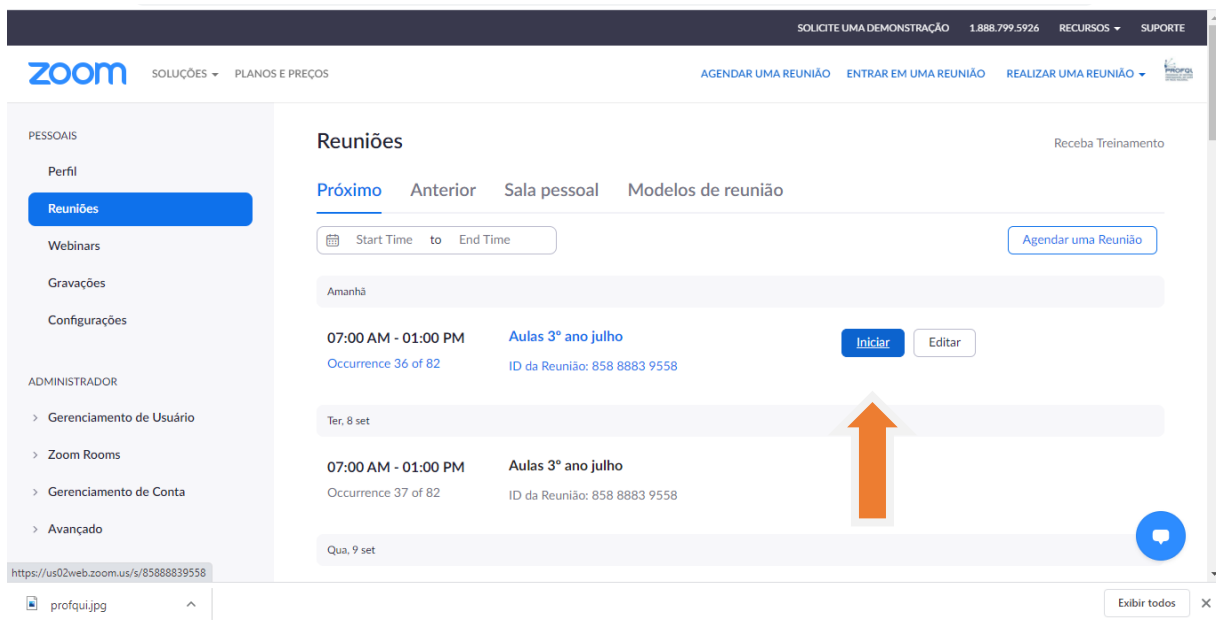 SOLICITE UMA DEMONSTRAÇÃO 1.888.799.5926 RECURSOS SUPORTE
zoom SOLUÇÕES PLANOS E PREÇOS AGENDAR UMA REUNIÃO ENTRAR EM UMA REUNIÃO REALIZAR UMA REUNIÃO
PESSOAIS
Perfil
Reuniões
Webinars
Gravações
Configurações
ADMINISTRADOR
Gerenciamento de Usuário
Zoom Rooms
Gerenciamento de Conta
Avançado
https://us02web.zoom.us/s/85888839558
Reuniões Receba Treinamento
Próximo Anterior Sala pessoal Modelos de reunião
Start Time to End Time Agendar uma Reunião
Amanhã
07:00 AM - 01:00 PM Aulas 3º ano julho Iniciar Editar
Occurrence 36 of 82 ID da Reunião: 858 8883 9558
Ter, 8 set
07:00 AM - 01:00 PM Aulas 3º ano julho
Occurrence 37 of 82 ID da Reunião: 858 8883 9558
Qua, 9 set
profqui.jpg Exibir todos